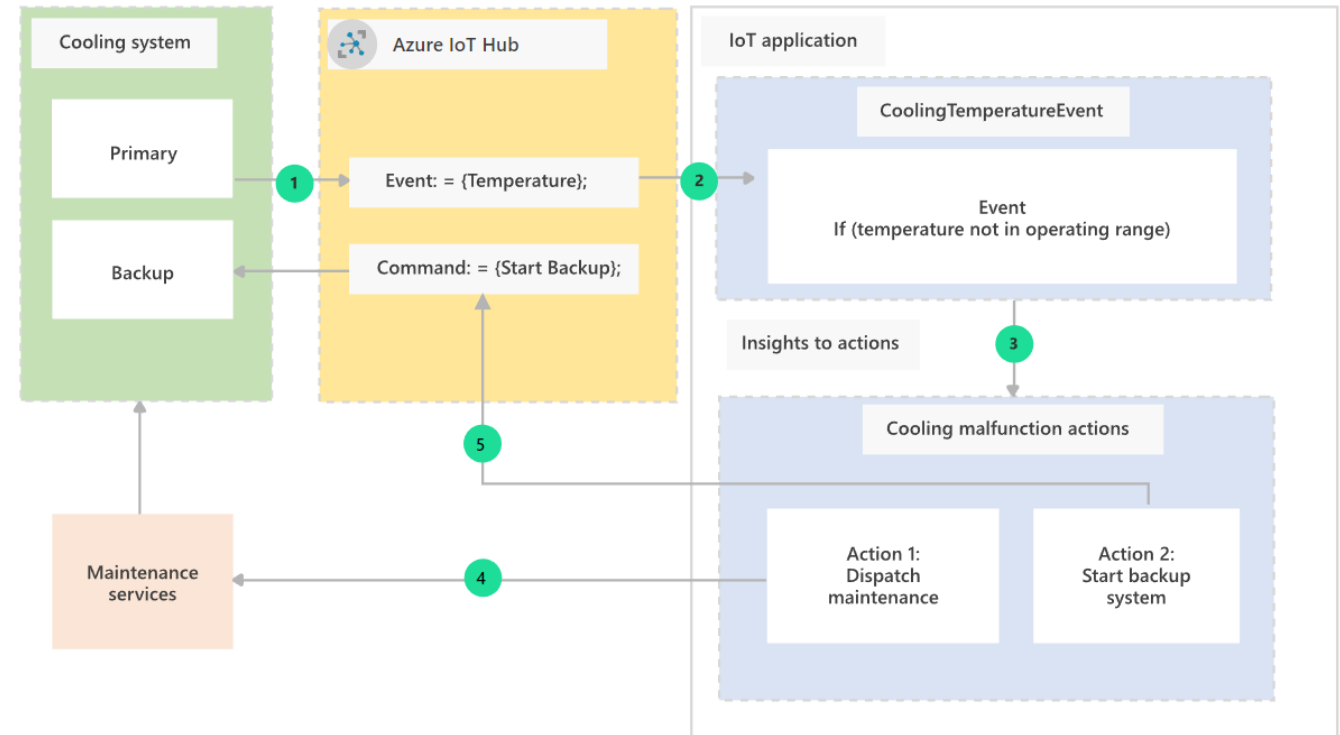 Cooling system
Primary
Backup
Azure IoT Hub
1
Event: = {Temperature};
Command: = {Start Backup};
2
IoT application
CoolingTemperatureEvent
Event
If (temperature not in operating range)
Insights to actions
3
Cooling malfunction actions
Action 1:
Dispatch
maintenance
Action 2:
Start backup
system
4
5
Maintenance
services